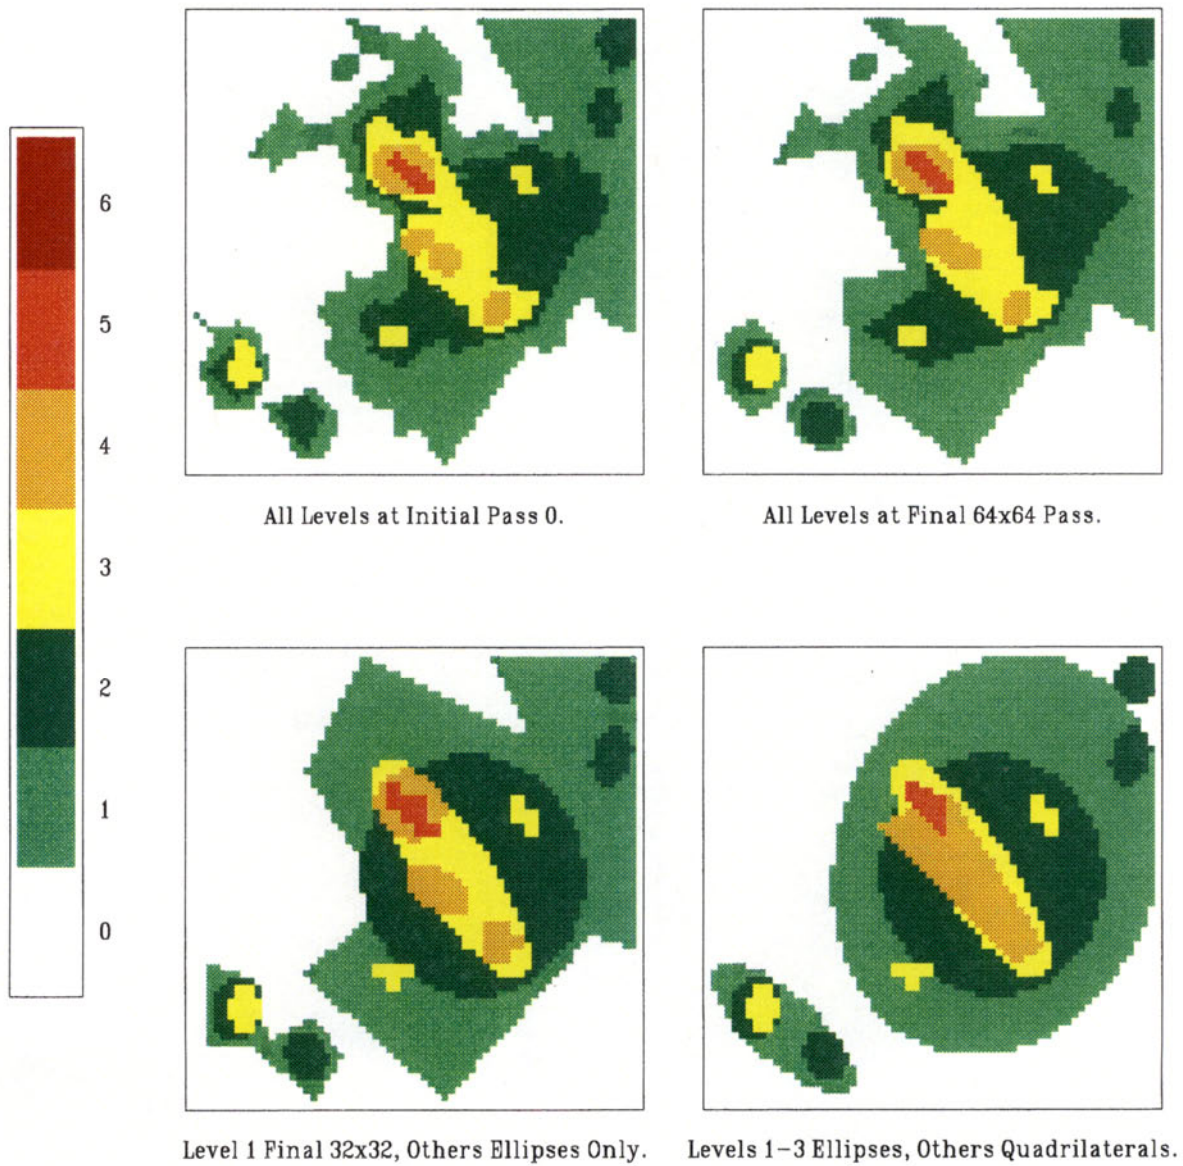 6
5
4
3
2
1
0
All Levels at Initial Pass 0.
All Levels at Final 64x64 Pass.
Level 1 Final 32x32, Others Ellipses Only.
Levels 1-3 Ellipses, Others Quadrilaterals.